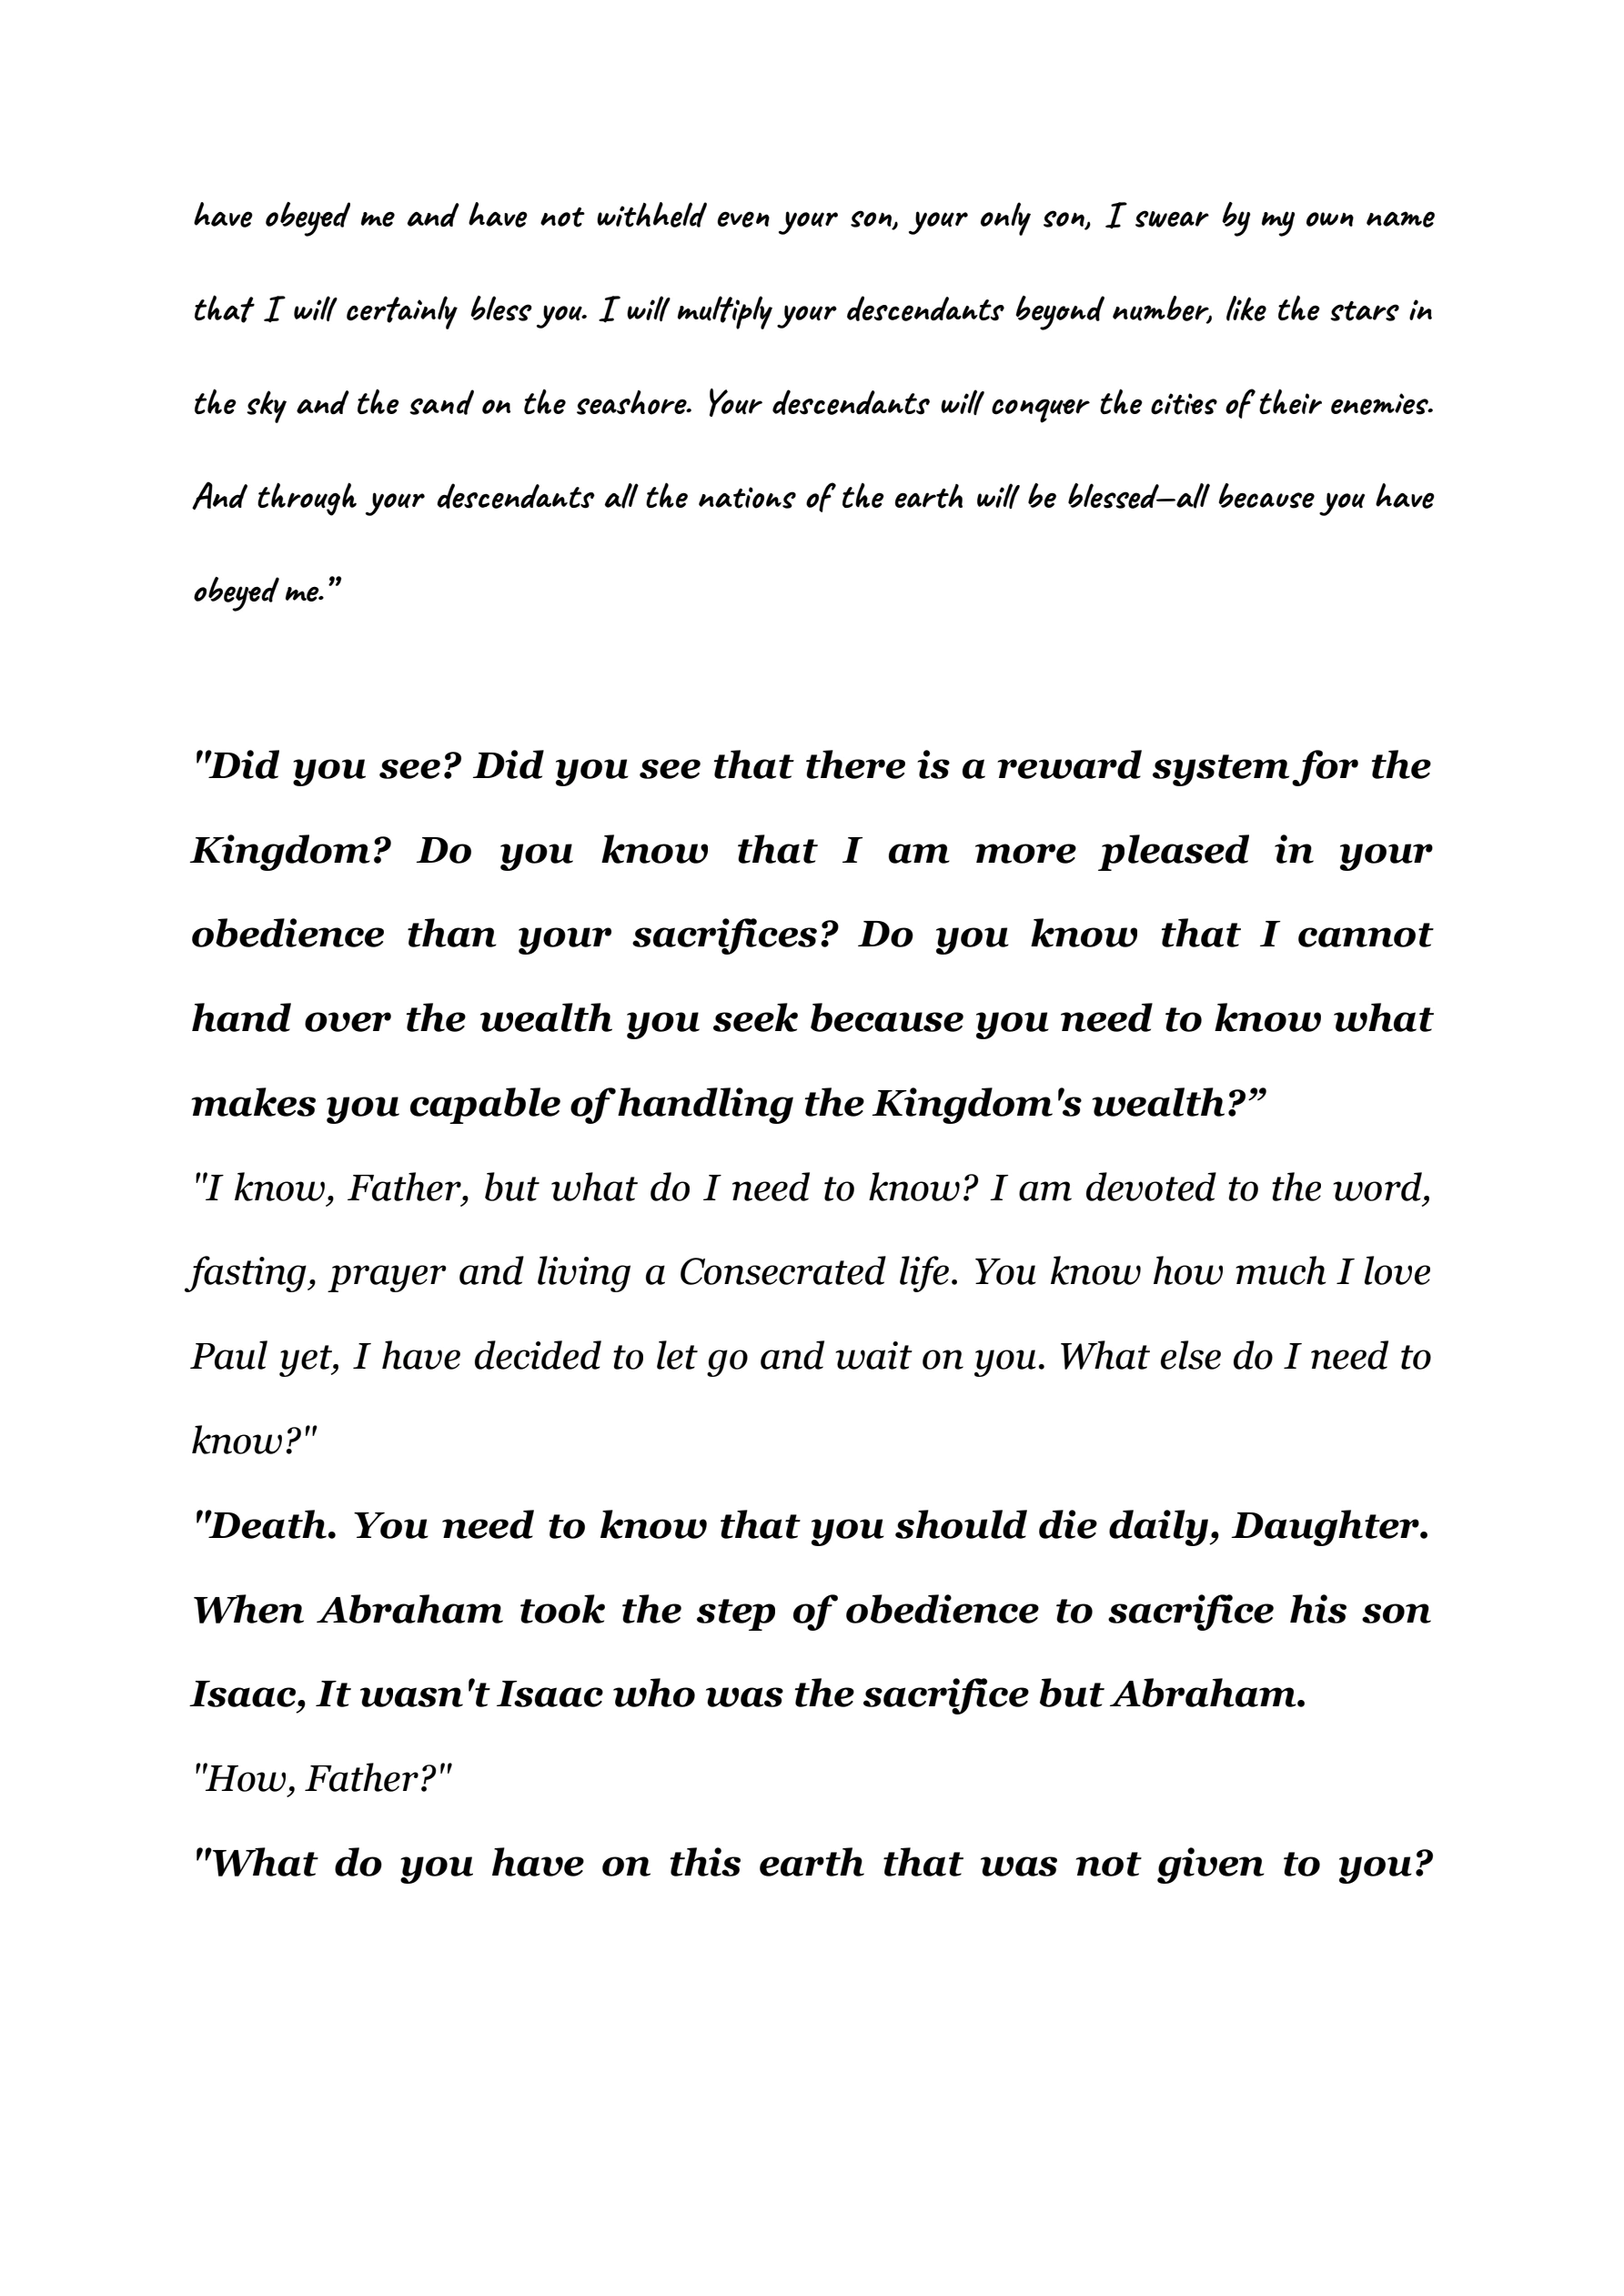 have obeyed me and have not withheld even your son, your only son, I swear by my own name
that I will certainly bless you. I will multiply your descendants beyond number, like the stars in
the sky and the sand on the seashore. Your descendants will conquer the cities of their enemies.
And through your descendants all the nations of the earth will be blessed—all because you have
obeyed me.”
"Did you see? Did you see that there is a reward system for the
Kingdom? Do you know that I am more pleased in your
obedience than your sacrifices? Do you know that I cannot
hand over the wealth you seek because you need to know what
makes you capable of handling the Kingdom's wealth?”
"I know, Father, but what do I need to know? I am devoted to the word,
fasting, prayer and living a Consecrated life. You know how much I love
Paul yet, I have decided to let go and wait on you. What else do I need to
know?"
"Death. You need to know that you should die daily, Daughter.
When Abraham took the step of obedience to sacrifice his son
Isaac, It wasn't Isaac who was the sacrifice but Abraham.
"How, Father?"
"What do you have on this earth that was not given to you?